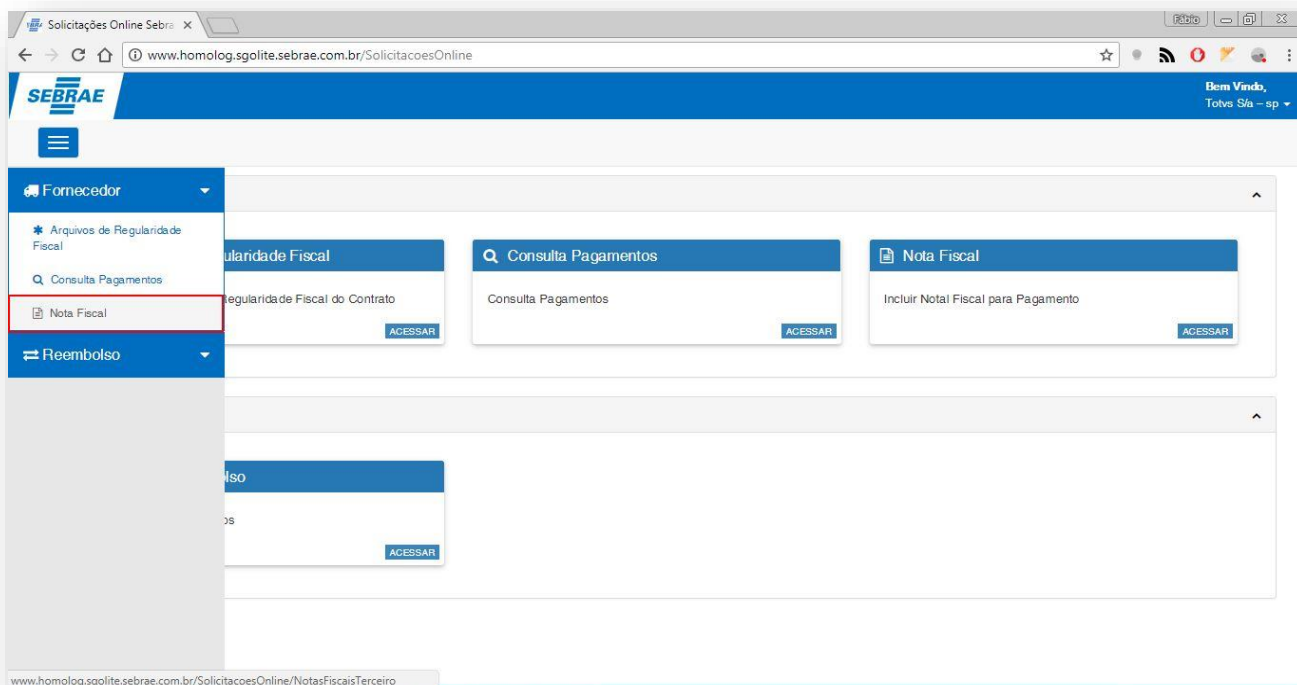 Solicitações Online Sebra
Fábio
www.homolog.sgolite.sebrae.com.br/SolicitacoesOnline
SEBRAE
Bem Vindo,
Totvs S/a – sp
Fornecedor
Arquivos de Regularidade
Fiscal
Consulta Pagamentos
Nota Fiscal
Reembolso
ularidade Fiscal
Regularidade Fiscal do Contrato
ACESSAR
Consulta Pagamentos
Consulta Pagamentos
ACESSAR
Nota Fiscal
Incluir Notal Fiscal para Pagamento
ACESSAR
lso
os
ACESSAR
www.homolog.sgolite.sebrae.com.br/SolicitacoesOnline/NotasFiscaisTerceiro